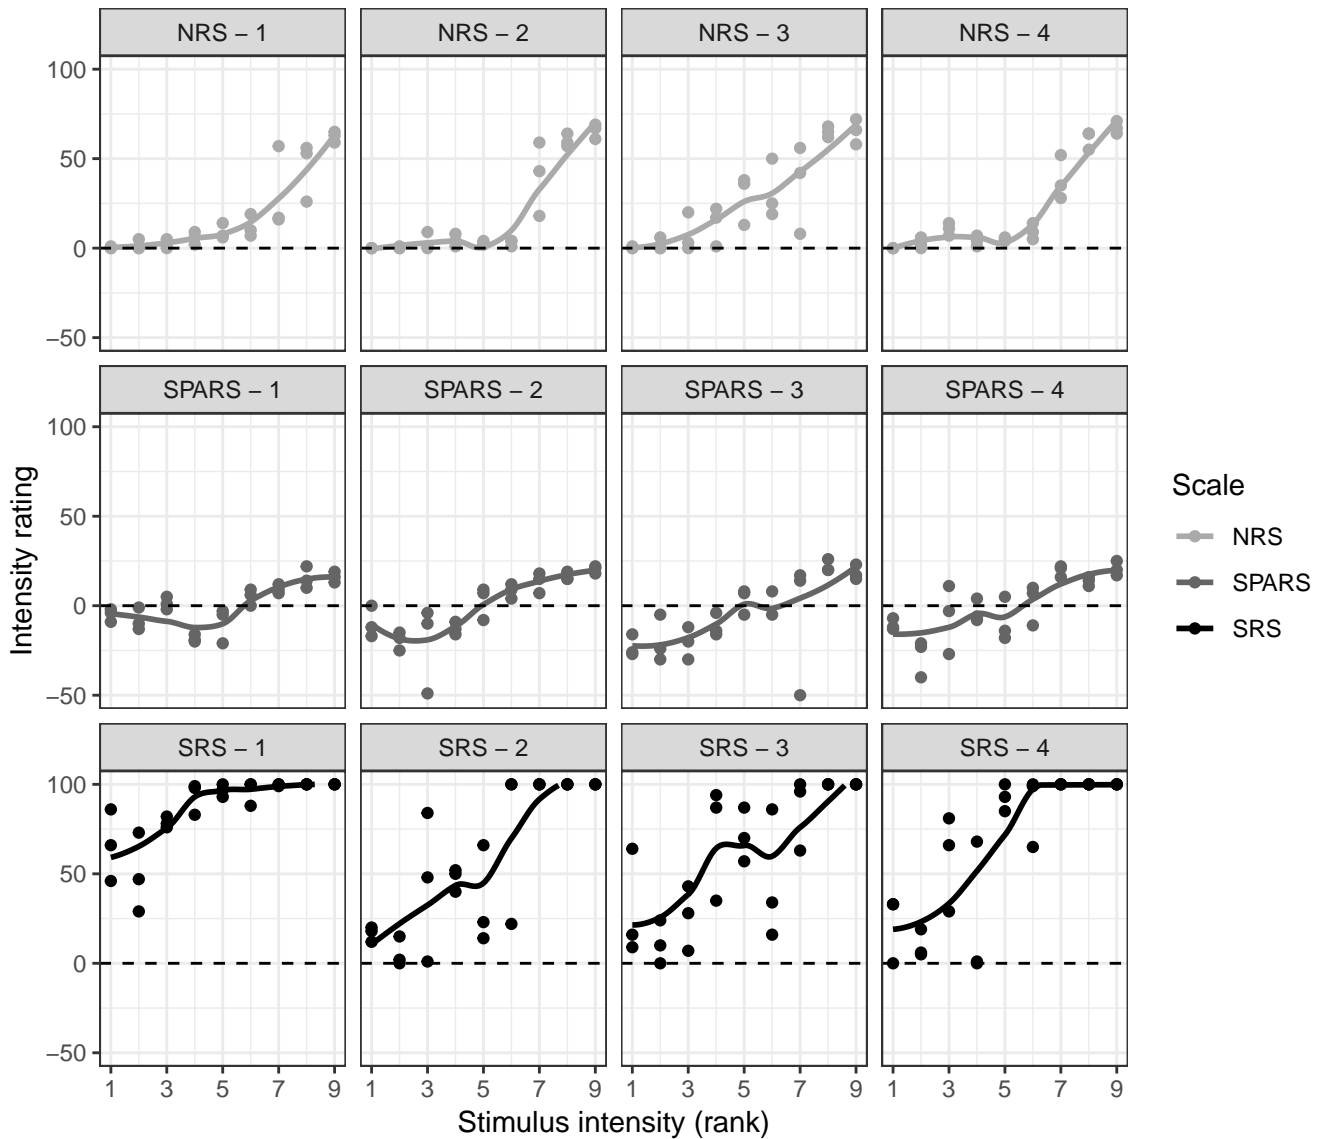 NRS – 1
NRS – 2
NRS – 3
NRS – 4
100
50
0
−50
SPARS – 1
SPARS – 2
SPARS – 3
SPARS – 4
100
50
0
−50
SRS – 1
SRS – 2
SRS – 3
SRS – 4
100
50
0
−50
1 3 5 7 9
1 3 5 7 9
1 3 5 7 9
1 3 5 7 9
Stimulus intensity (rank)
Intensity rating
Scale
NRS
SPARS
SRS